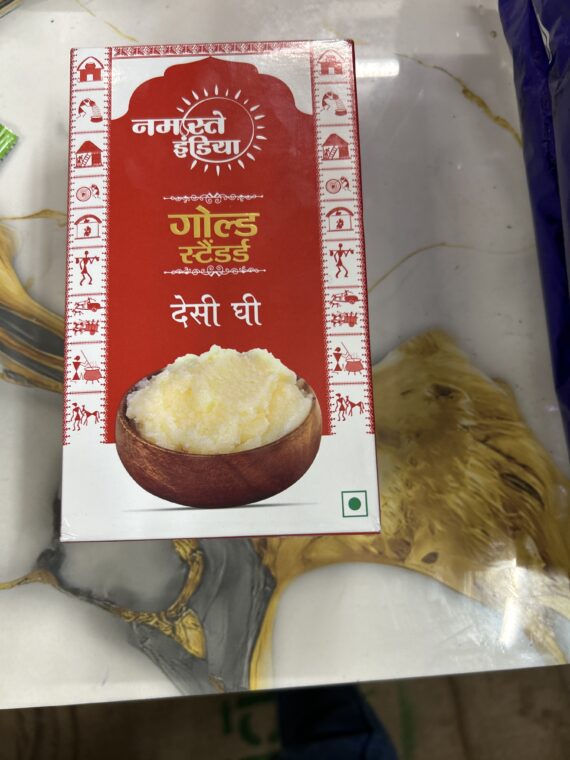 नमस्ते
इंडिया
गोल्ड
स्टैंडर्ड
देसी घी